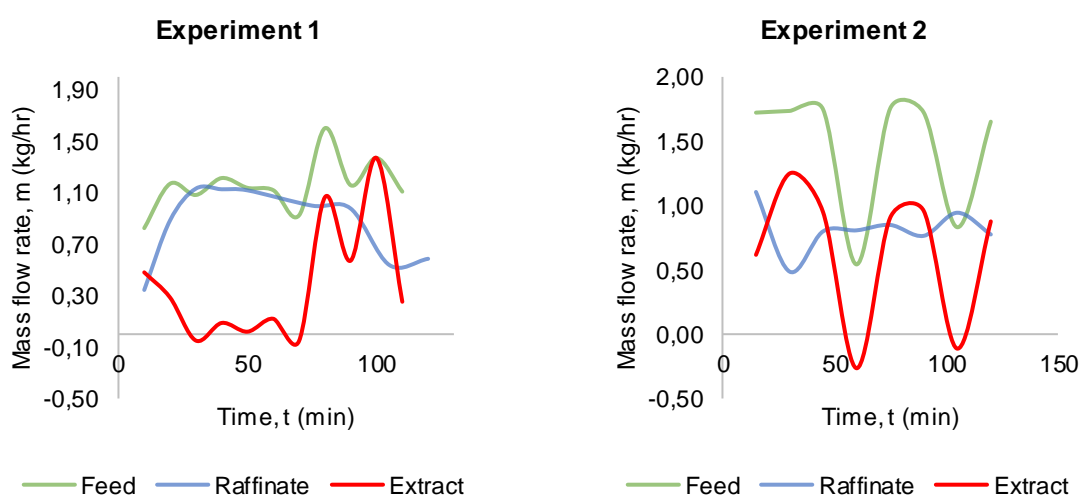 Experiment 1
Mass flow rate, m (kg/hr)
1,90
1,50
1,10
0,70
0,30
-0,10
-0,50
0
50
100
Time, t (min)
Feed
Raffinate
Extract
Experiment 2
Mass flow rate, m (kg/hr)
2,00
1,50
1,00
0,50
0,00
-0,50
0
50
100
150
Time, t (min)
Feed
Raffinate
Extract